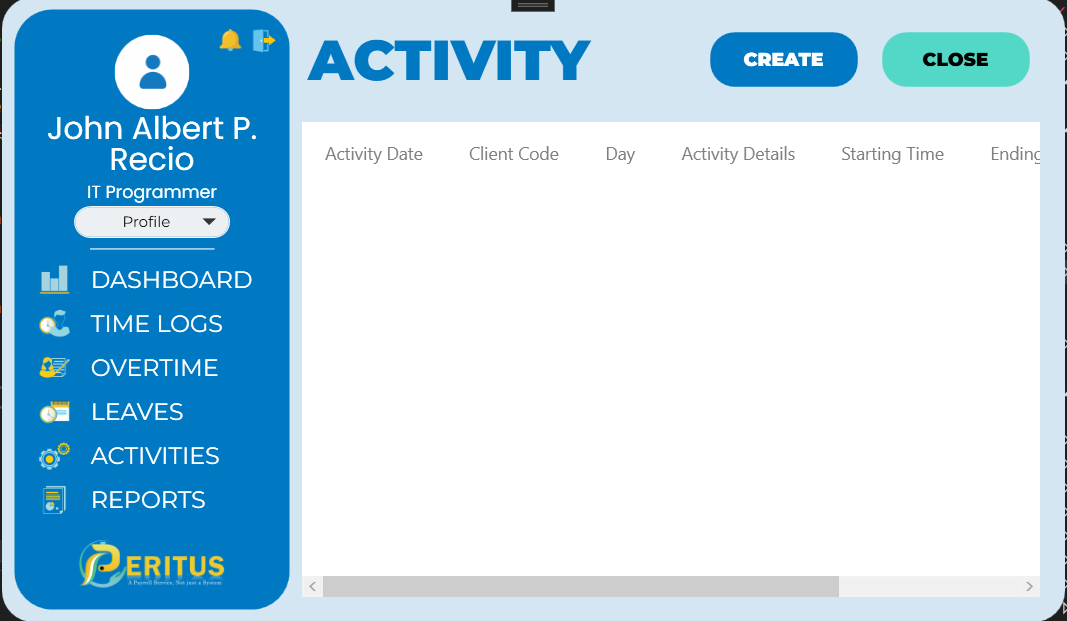 John Albert P.
Recio
IT Programmer
Profile
DASHBOARD
TIME LOGS
OVERTIME
LEAVES
ACTIVITIES
REPORTS
PERITUS
A Payroll Service, Not just a System
ACTIVITY
CREATE
CLOSE
Activity Date Client Code Day Activity Details Starting Time Ending